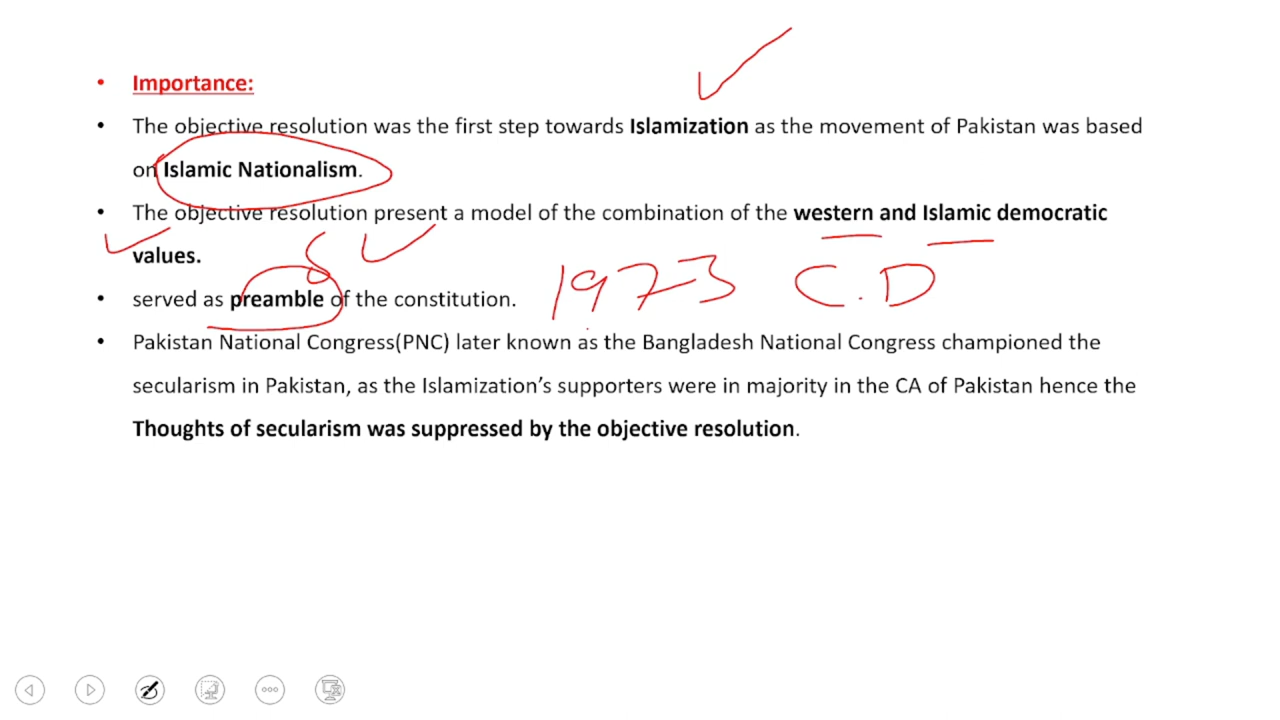 • Importance:
• The objective resolution was the first step towards Islamization as the movement of Pakistan was based
on Islamic Nationalism.
• The objective resolution present a model of the combination of the western and Islamic democratic
values.
• served as preamble of the constitution.
1973 C.D
• Pakistan National Congress(PNC) later known as the Bangladesh National Congress championed the
secularism in Pakistan, as the Islamization’s supporters were in majority in the CA of Pakistan hence the
Thoughts of secularism was suppressed by the objective resolution.